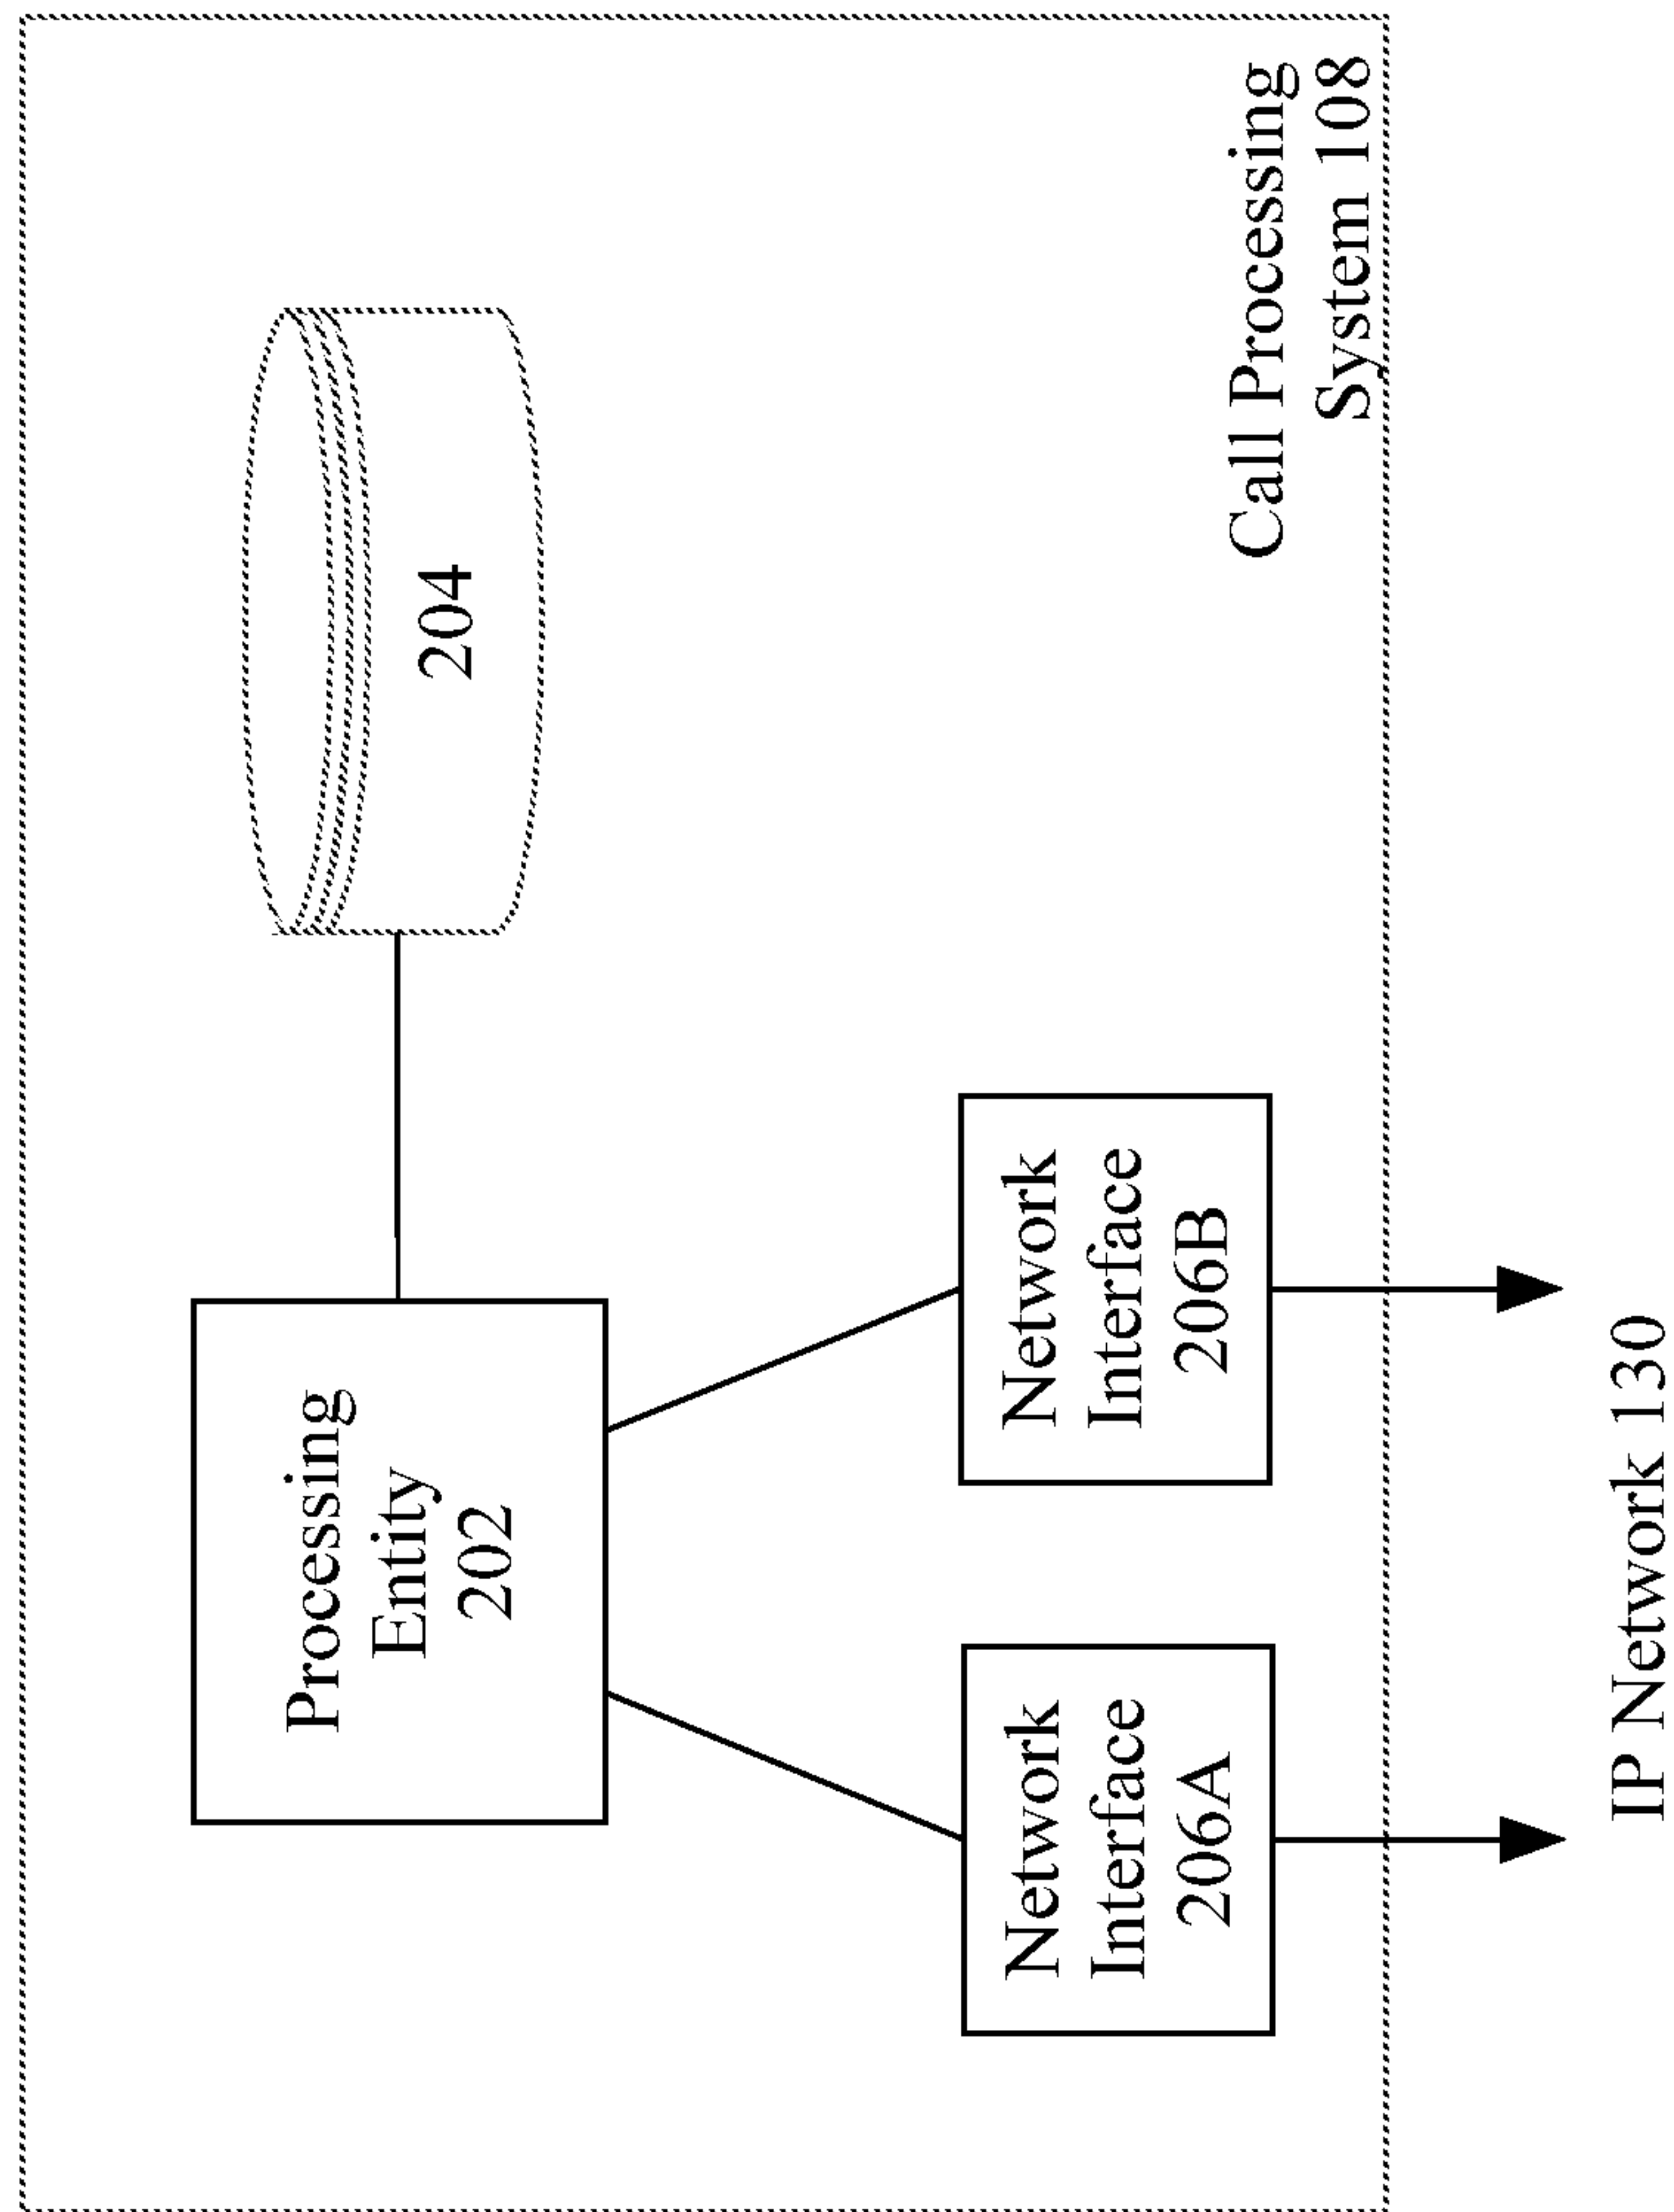 Processing
Entity
202
204
Network
Interface
206A
Network
Interface
206B
Call Processing
System 108
IP Network 130